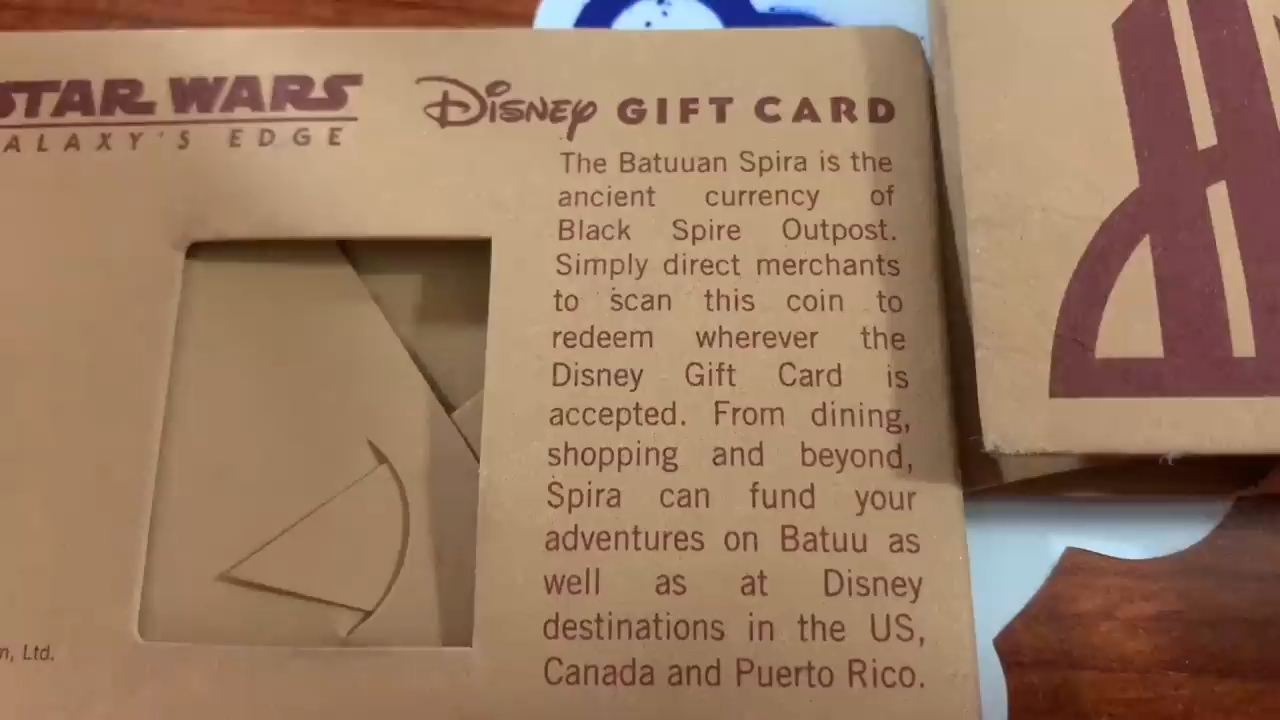 STAR WARS
ALAXY'S EDGE
Disney GIFT CARD
The Batuuan Spira is the
ancient currency of
Black Spire Outpost.
Simply direct merchants
to scan this coin to
redeem wherever the
Disney Gift Card is
accepted. From dining,
shopping and beyond,
Spira can fund your
adventures on Batuu as
well as at Disney
destinations in the US,
Canada and Puerto Rico.
n, Ltd.